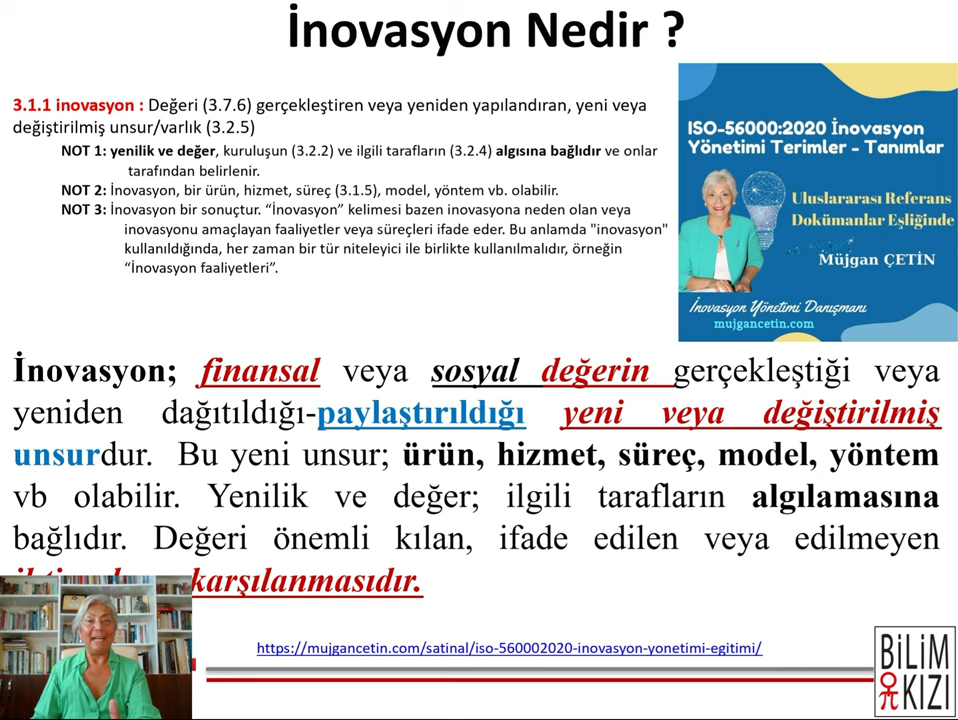 İnovasyon Nedir ?
3.1.1 inovasyon : Değeri (3.7.6) gerçekleştiren veya yeniden yapılandıran, yeni veya
değiştirilmiş unsur/varlık (3.2.5)
NOT 1: yenilik ve değer, kuruluşun (3.2.2) ve ilgili tarafların (3.2.4) algısına bağlıdır ve onlar
tarafından belirlenir.
NOT 2: İnovasyon, bir ürün, hizmet, süreç (3.1.5), model, yöntem vb. olabilir.
NOT 3: İnovasyon bir sonuçtur. “İnovasyon” kelimesi bazen inovasyona neden olan veya
inovasyonu amaçlayan faaliyetler veya süreçleri ifade eder. Bu anlamda "inovasyon"
kullanıldığında, her zaman bir tür niteleyici ile birlikte kullanılmalıdır, örneğin
“İnovasyon faaliyetleri”.
ISO-56000:2020 İnovasyon
Yönetimi Terimler - Tanımlar
Uluslararası Referans
Dokümanlar Eşliğinde
Müjgan ÇETİN
İnovasyon Yönetimi Danışmanı
mujgancetin.com
İnovasyon; finansal veya sosyal değerin gerçekleştiği veya
yeniden dağıtıldığı-paylaştırıldığı yeni veya değiştirilmiş
unsurdur. Bu yeni unsur; ürün, hizmet, süreç, model, yöntem
vb olabilir. Yenilik ve değer; ilgili tarafların algılamasına
bağlıdır. Değeri önemli kılan, ifade edilen veya edilmeyen
karşılanmasıdır.
https://mujgancetin.com/satinal/iso-560002020-inovasyon-yonetimi-egitimi/
BiLiM
KIZI